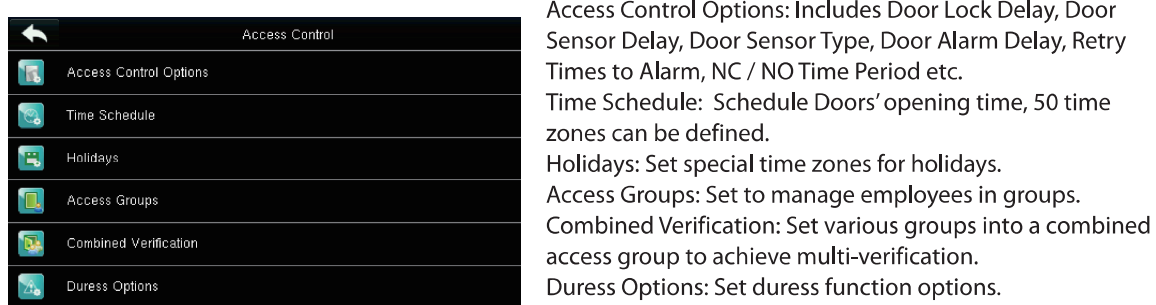 Access Control
Access Control Options
Time Schedule
Holidays
Access Groups
Combined Verification
Duress Options
Access Control Options: Includes Door Lock Delay, Door
Sensor Delay, Door Sensor Type, Door Alarm Delay, Retry
Times to Alarm, NC / NO Time Period etc.
Time Schedule:  Schedule Doors’ opening time, 50 time
zones can be defined.
Holidays: Set special time zones for holidays.
Access Groups: Set to manage employees in groups.
Combined Verification: Set various groups into a combined
access group to achieve multi-verification.
Duress Options: Set duress function options.